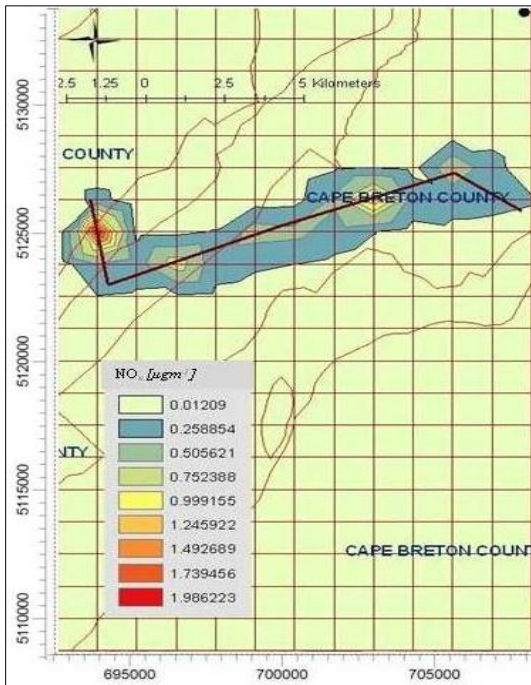 2.5 1.25 0 2.5 5 Kilometers
5130000
COUNTY
CAPE BRETON COUNTY
5125000
5120000
NO [µgm⁻³]
0.01209
0.258854
0.505621
0.752388
0.999155
1.245922
1.492689
1.739456
1.986223
NTY
5115000
CAPE BRETON COUNT
5110000
695000 700000 705000